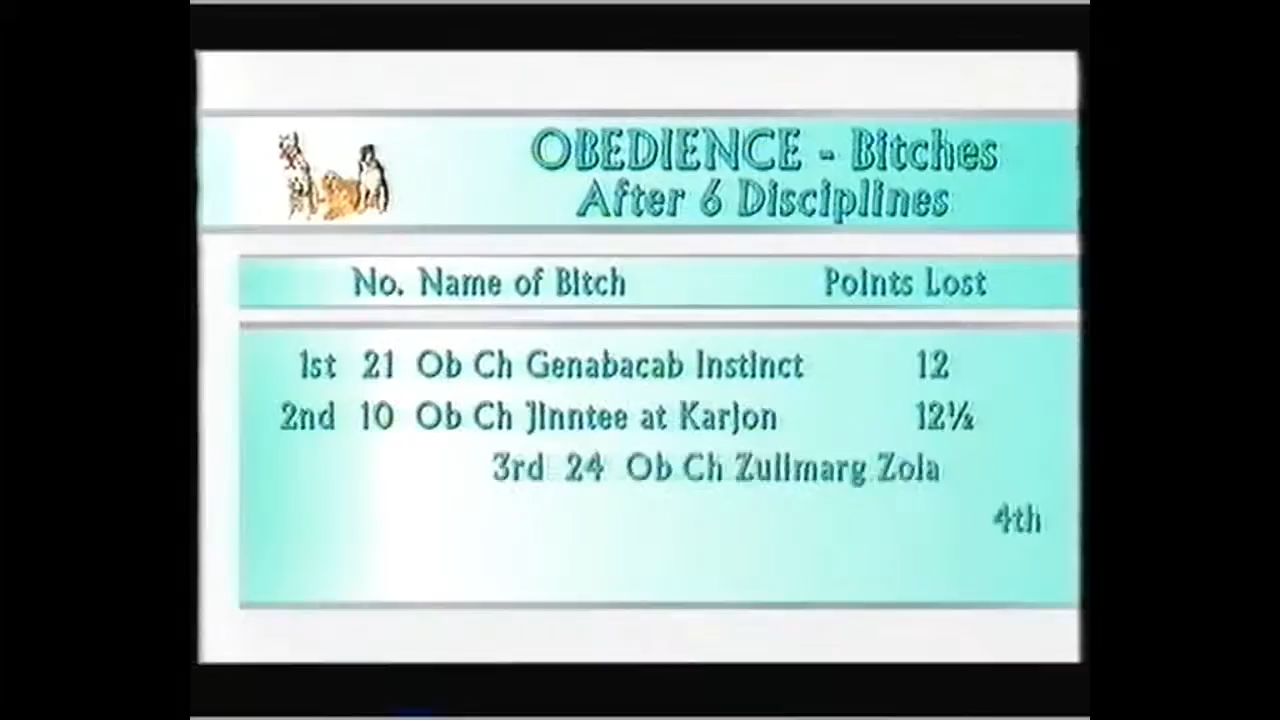 OBEDIENCE - Bitches
After 6 Disciplines
No. Name of Bitch Points Lost
1st 21 Ob Ch Genabacab Instinct 12
2nd 10 Ob Ch Jinntee at Karjon 12½
3rd 24 Ob Ch Zullmarg Zola
4th